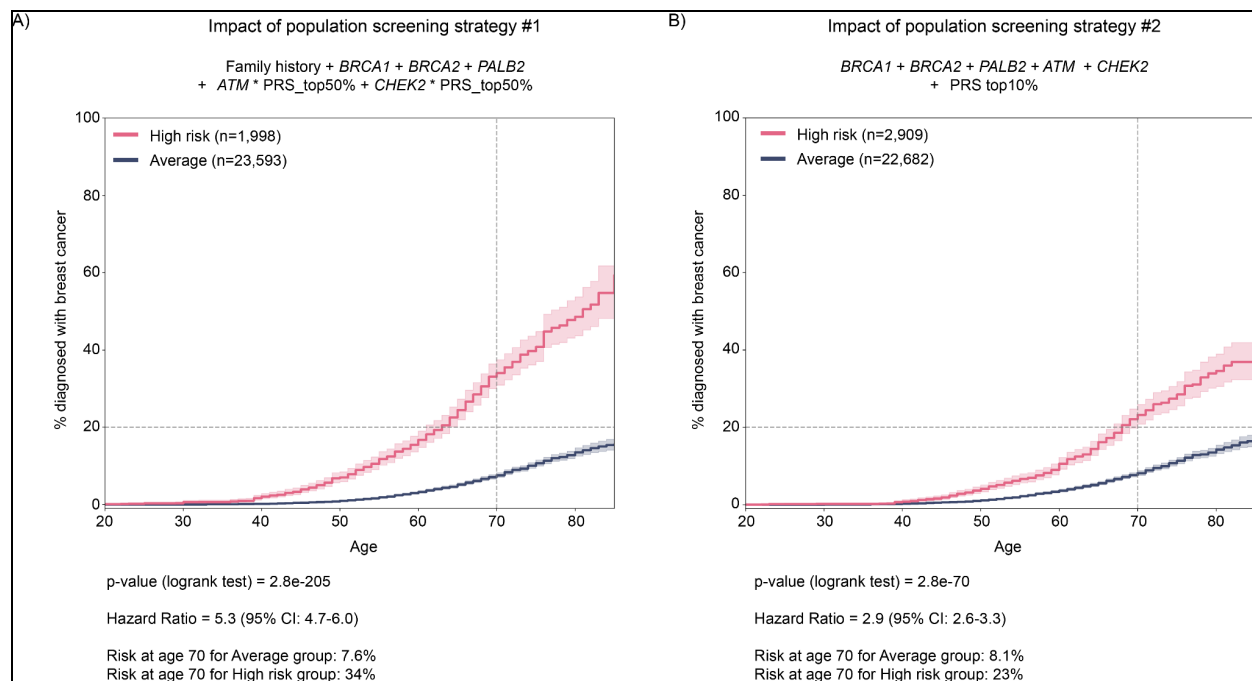 A)
Impact of population screening strategy #1
Family history + BRCA1 + BRCA2 + PALB2
+ ATM * PRS_top50% + CHEK2 * PRS_top50%
100
80
60
40
20
0
% diagnosed with breast cancer
High risk (n=1,998)
Average (n=23,593)
20 30 40 50 60 70 80
Age
p-value (logrank test) = 2.8e-205
Hazard Ratio = 5.3 (95% CI: 4.7-6.0)
Risk at age 70 for Average group: 7.6%
Risk at age 70 for High risk group: 34%
B)
Impact of population screening strategy #2
BRCA1 + BRCA2 + PALB2 + ATM + CHEK2
+ PRS top10%
100
80
60
40
20
0
% diagnosed with breast cancer
High risk (n=2,909)
Average (n=22,682)
20 30 40 50 60 70 80
Age
p-value (logrank test) = 2.8e-70
Hazard Ratio = 2.9 (95% CI: 2.6-3.3)
Risk at age 70 for Average group: 8.1%
Risk at age 70 for High risk group: 23%